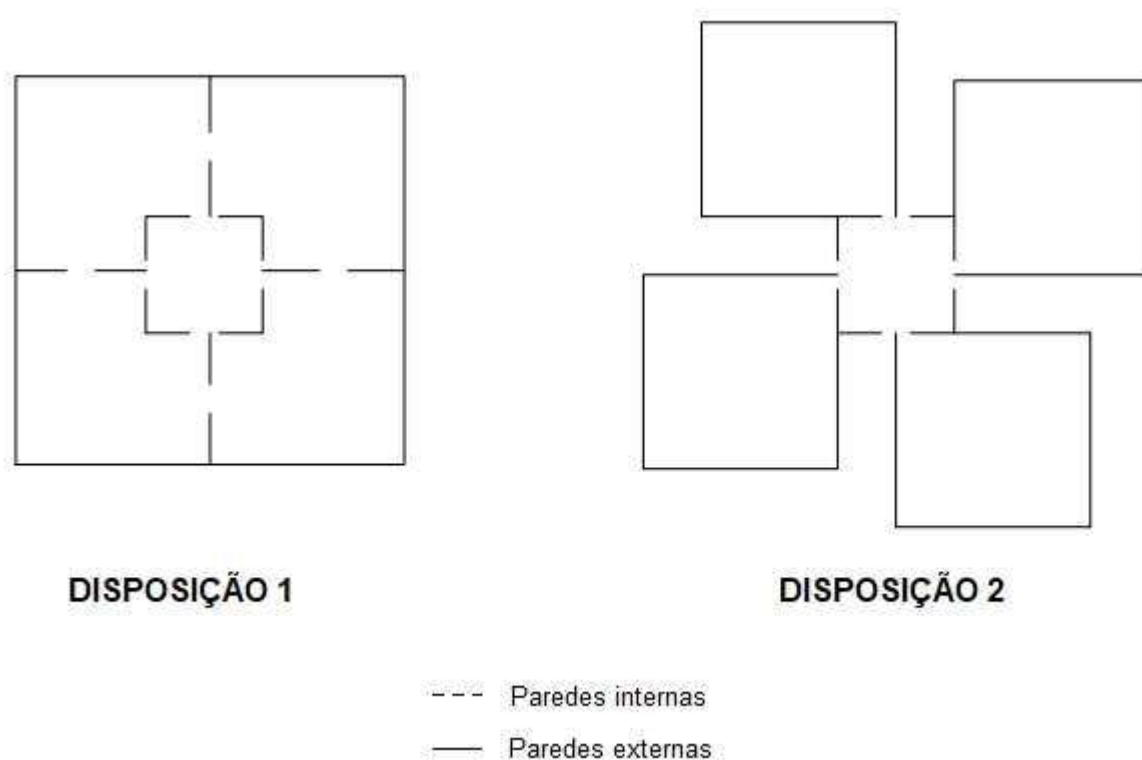 DISPOSIÇÃO 1
DISPOSIÇÃO 2
Paredes internas
Paredes externas